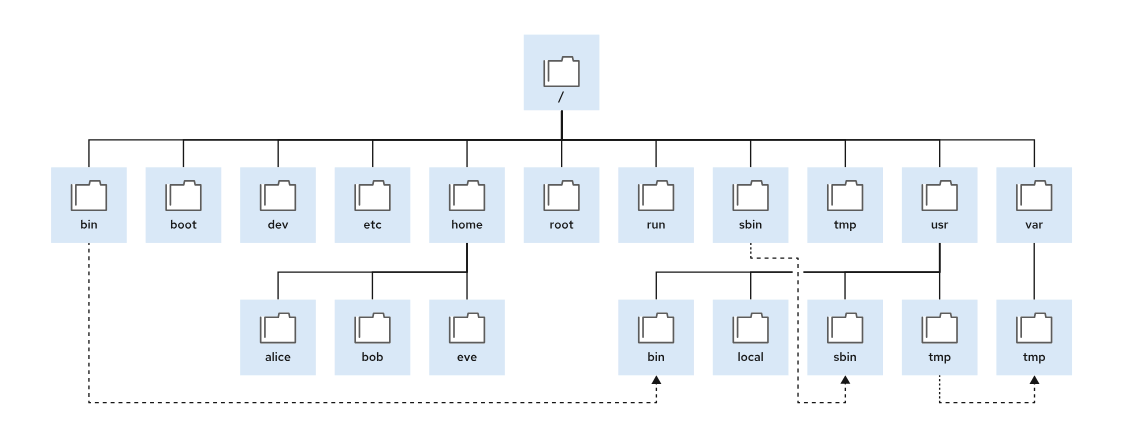 /
bin
boot
dev
etc
home
root
run
sbin
tmp
usr
var
alice
bob
eve
bin
local
sbin
tmp
tmp